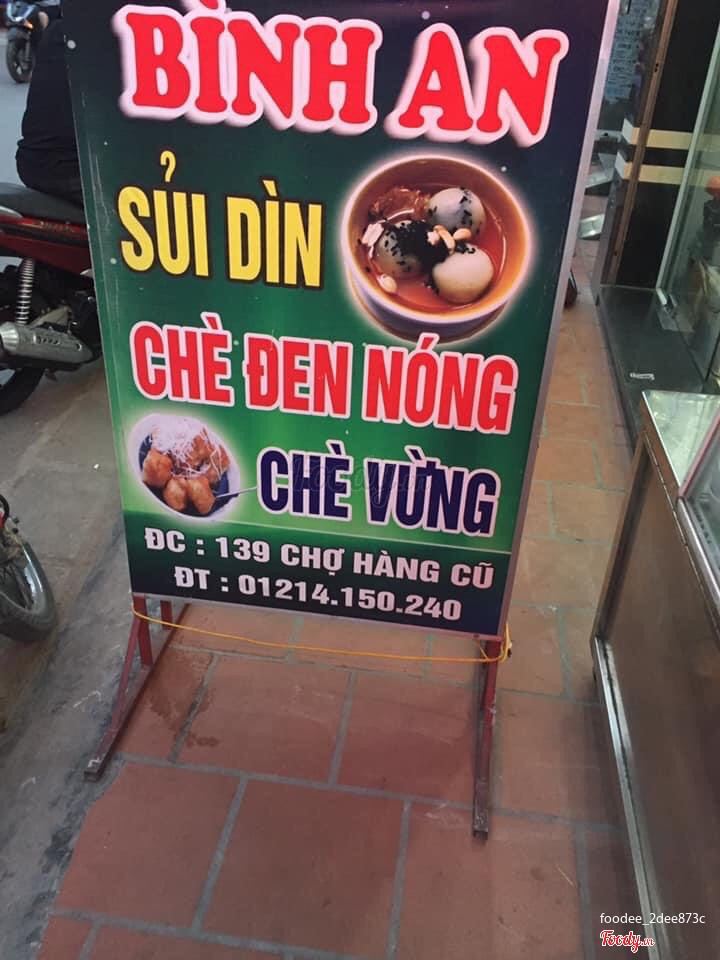 BÌNH AN
SỦI DÌN
CHÈ ĐEN NÓNG
CHÈ VỪNG
ĐC : 139 CHỢ HÀNG CŨ
ĐT : 01214.150.240
foodee_2dee873c
Foody.vn